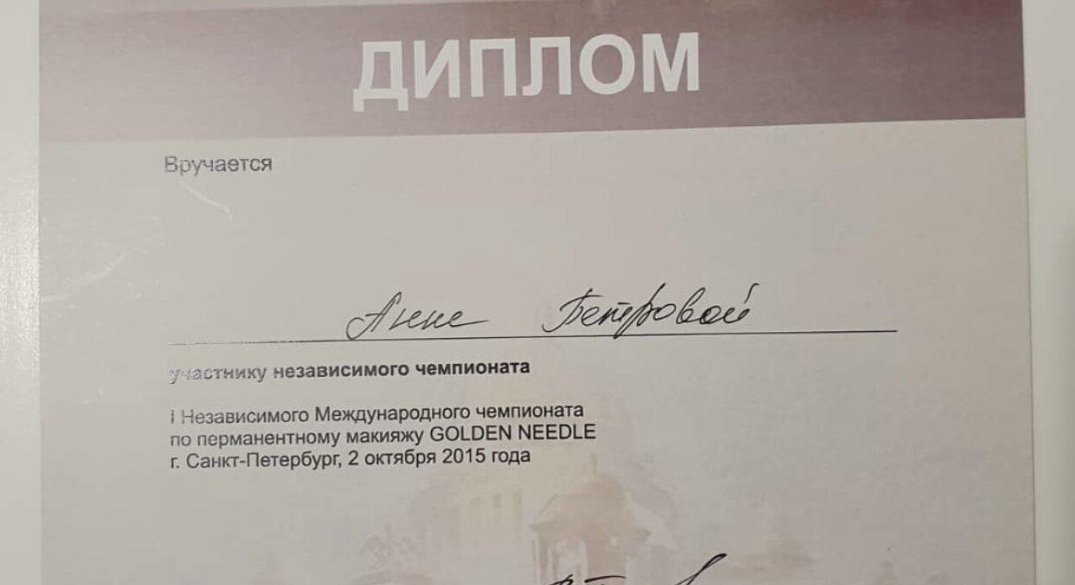 ДИПЛОМ
Вручается
Анне Бетровой
участнику независимого чемпионата
I Независимого Международного чемпионата
по перманентному макияжу GOLDEN NEEDLE
г. Санкт-Петербург, 2 октября 2015 года